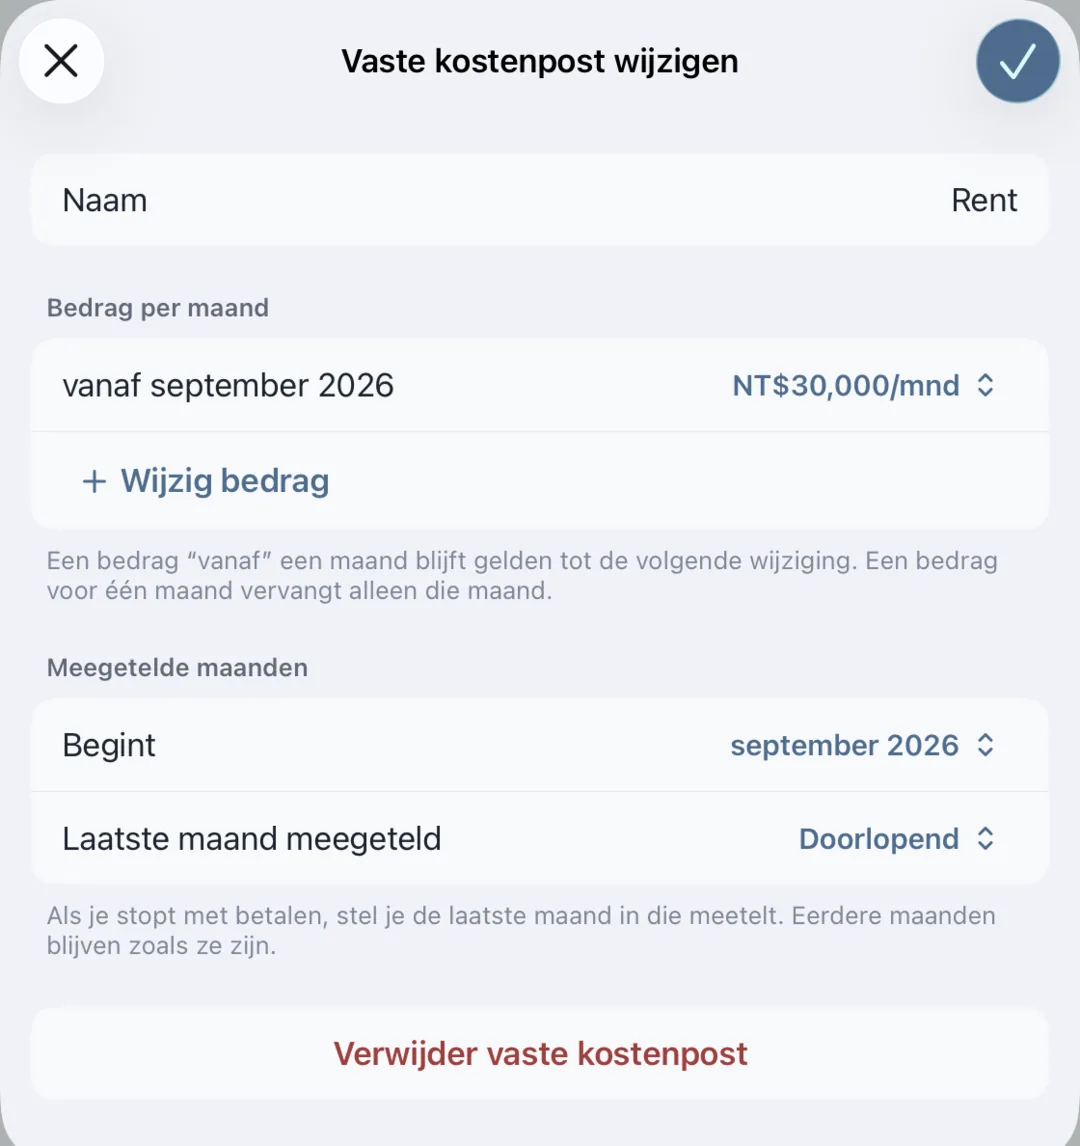 Vaste kostenpost wijzigen
Naam
Rent
Bedrag per maand
vanaf september 2026
NT$30,000/mnd
+ Wijzig bedrag
Een bedrag “vanaf” een maand blijft gelden tot de volgende wijziging. Een bedrag
voor één maand vervangt alleen die maand.
Meegetelde maanden
Begint
september 2026
Laatste maand meegeteld
Doorlopend
Als je stopt met betalen, stel je de laatste maand in die meetelt. Eerdere maanden
blijven zoals ze zijn.
Verwijder vaste kostenpost